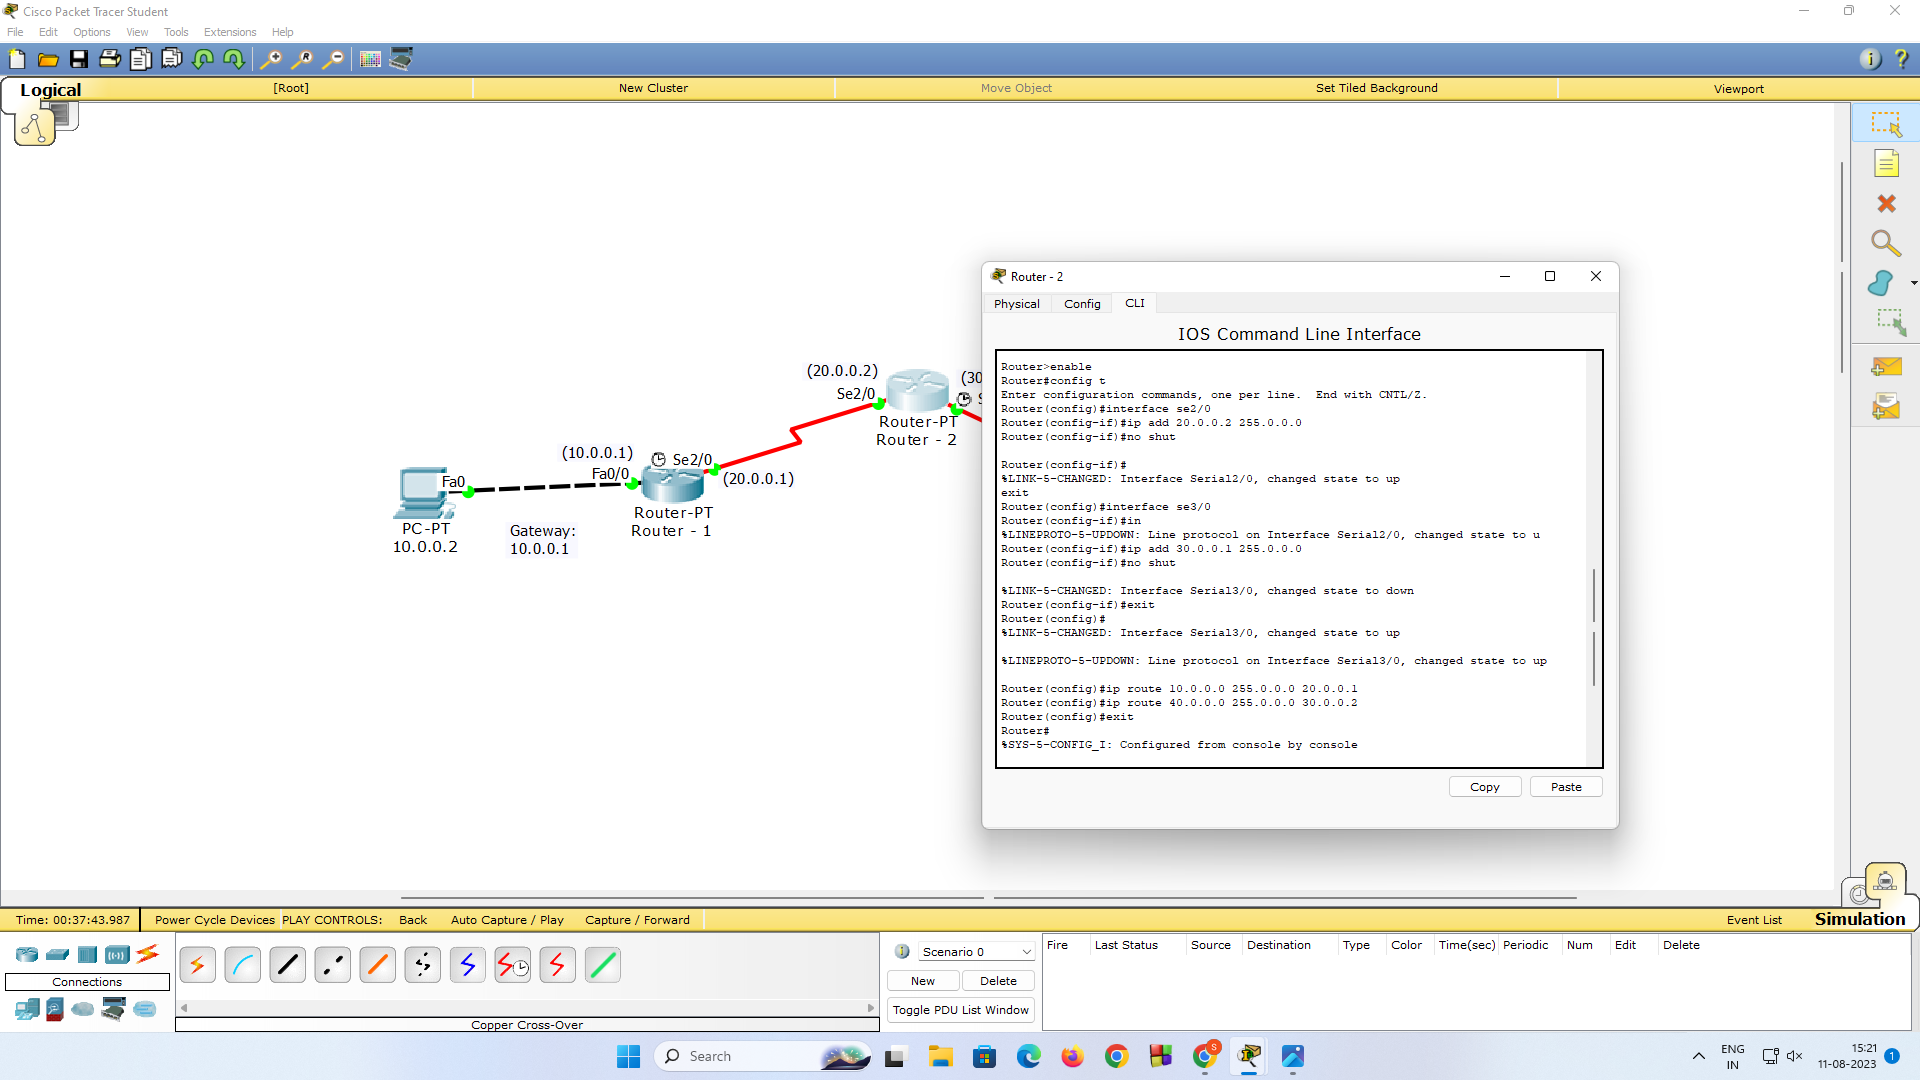 Cisco Packet Tracer Student
File Edit Options View Tools Extensions Help
Logical [Root] New Cluster Move Object Set Tiled Background Viewport
Router - 2
Physical Config CLI
IOS Command Line Interface
Router>enable
Router#config t
Enter configuration commands, one per line.  End with CNTL/Z.
Router(config)#interface se2/0
Router(config-if)#ip add 20.0.0.2 255.0.0.0
Router(config-if)#no shut
Router(config-if)#
%LINK-5-CHANGED: Interface Serial2/0, changed state to up
exit
Router(config)#interface se3/0
Router(config-if)#in
%LINEPROTO-5-UPDOWN: Line protocol on Interface Serial2/0, changed state to u
Router(config-if)#ip add 30.0.0.1 255.0.0.0
Router(config-if)#no shut
%LINK-5-CHANGED: Interface Serial3/0, changed state to down
Router(config-if)#exit
Router(config)#
%LINK-5-CHANGED: Interface Serial3/0, changed state to up
%LINEPROTO-5-UPDOWN: Line protocol on Interface Serial3/0, changed state to up
Router(config)#ip route 10.0.0.0 255.0.0.0 20.0.0.1
Router(config)#ip route 40.0.0.0 255.0.0.0 30.0.0.2
Router(config)#exit
Router#
%SYS-5-CONFIG_I: Configured from console by console
Copy Paste
(20.0.0.2) (30
Se2/0 S
Router-PT
Router - 2
(10.0.0.1) Se2/0
Fa0/0 (20.0.0.1)
Fa0
Router-PT
Router - 1
PC-PT
10.0.0.2
Gateway:
10.0.0.1
Time: 00:37:43.987 Power Cycle Devices PLAY CONTROLS: Back Auto Capture / Play Capture / Forward Event List Simulation
Connections
Copper Cross-Over
Scenario 0
New Delete
Toggle PDU List Window
Fire Last Status Source Destination Type Color Time(sec) Periodic Num Edit Delete
Search
S
ENG
IN
15:21
11-08-2023
1